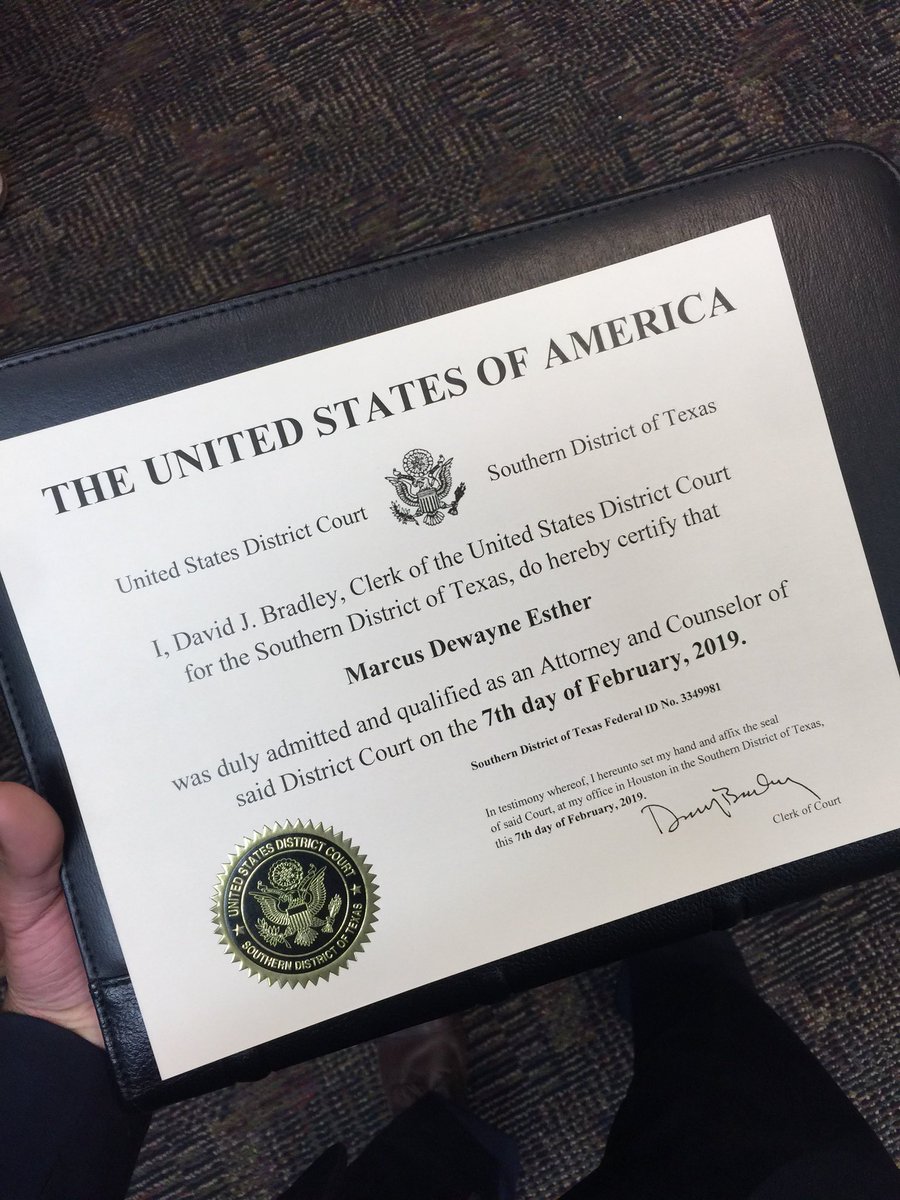 THE UNITED STATES OF AMERICA
United States District Court
Southern District of Texas
I, David J. Bradley, Clerk of the United States District Court
for the Southern District of Texas, do hereby certify that
Marcus Dewayne Esther
was duly admitted and qualified as an Attorney and Counselor of
said District Court on the 7th day of February, 2019.
Southern District of Texas Federal ID No. 3349981
In testimony whereof, I hereunto set my hand and affix the seal
of said Court, at my office in Houston in the Southern District of Texas,
this 7th day of February, 2019.
David Bradley
Clerk of Court
UNITED STATES DISTRICT COURT
SOUTHERN DISTRICT OF TEXAS